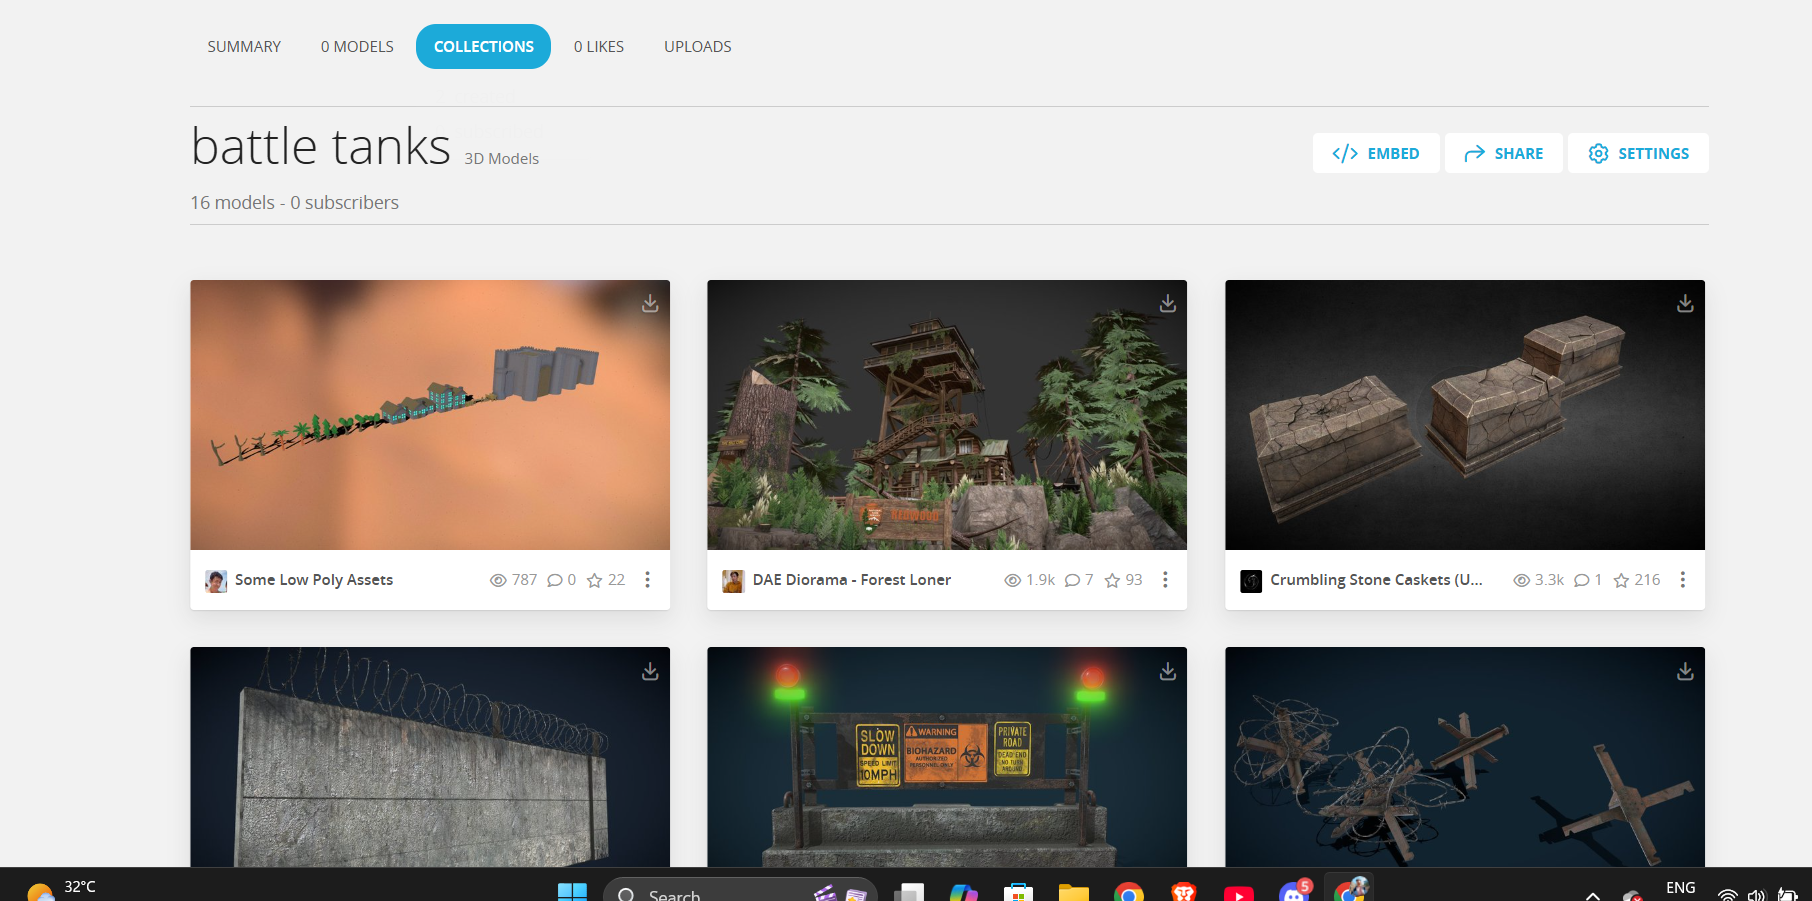 SUMMARY
0 MODELS
COLLECTIONS
0 LIKES
UPLOADS
battle tanks 3D Models
EMBED
SHARE
SETTINGS
16 models - 0 subscribers
REDWOOD
Some Low Poly Assets
787
0
22
DAE Diorama - Forest Loner
1.9k
7
93
Crumbling Stone Caskets (U...
3.3k
1
216
SLOW
DOWN
SPEED LIMIT
10MPH
WARNING
BIOHAZARD
AUTHORIZED
PERSONNEL ONLY
PRIVATE
ROAD
DEAD-END
NO TURN
AROUND
32°C
Search
5
ENG